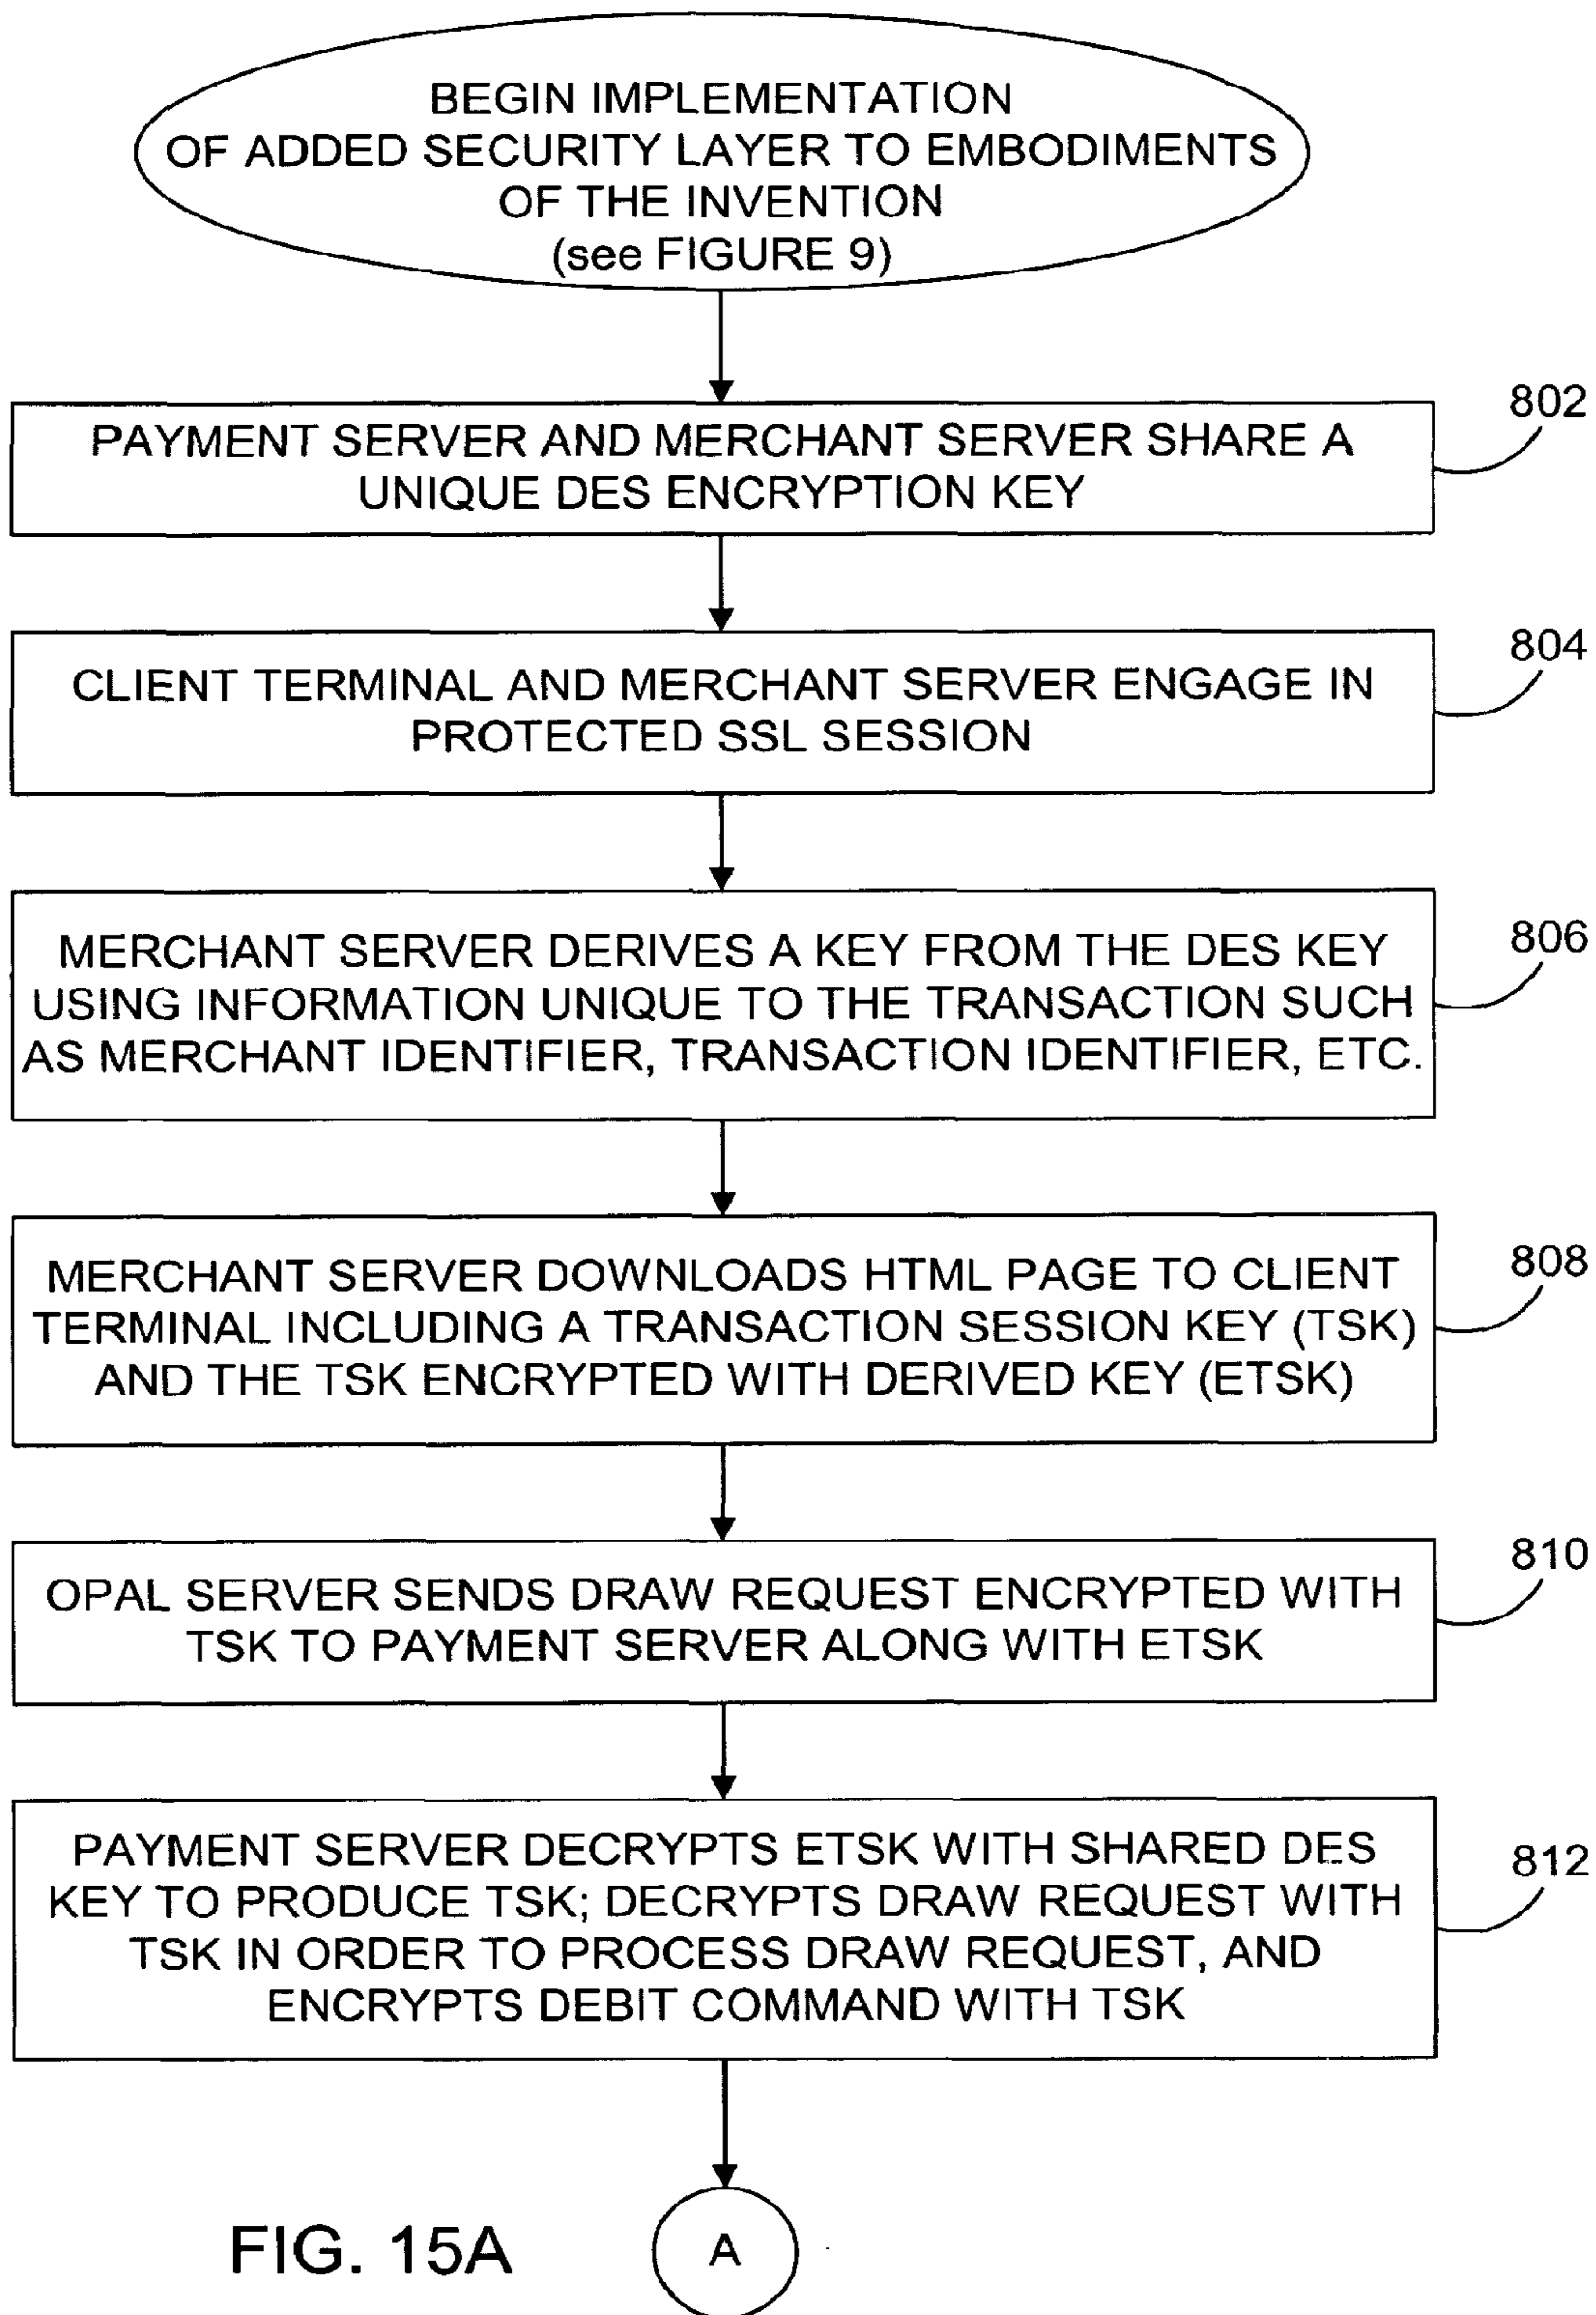 BEGIN IMPLEMENTATION
OF ADDED SECURITY LAYER TO EMBODIMENTS
OF THE INVENTION
(see FIGURE 9)
802
PAYMENT SERVER AND MERCHANT SERVER SHARE A
UNIQUE DES ENCRYPTION KEY
804
CLIENT TERMINAL AND MERCHANT SERVER ENGAGE IN
PROTECTED SSL SESSION
806
MERCHANT SERVER DERIVES A KEY FROM THE DES KEY
USING INFORMATION UNIQUE TO THE TRANSACTION SUCH
AS MERCHANT IDENTIFIER, TRANSACTION IDENTIFIER, ETC.
808
MERCHANT SERVER DOWNLOADS HTML PAGE TO CLIENT
TERMINAL INCLUDING A TRANSACTION SESSION KEY (TSK)
AND THE TSK ENCRYPTED WITH DERIVED KEY (ETSK)
810
OPAL SERVER SENDS DRAW REQUEST ENCRYPTED WITH
TSK TO PAYMENT SERVER ALONG WITH ETSK
812
PAYMENT SERVER DECRYPTS ETSK WITH SHARED DES
KEY TO PRODUCE TSK; DECRYPTS DRAW REQUEST WITH
TSK IN ORDER TO PROCESS DRAW REQUEST, AND
ENCRYPTS DEBIT COMMAND WITH TSK
FIG. 15A
A